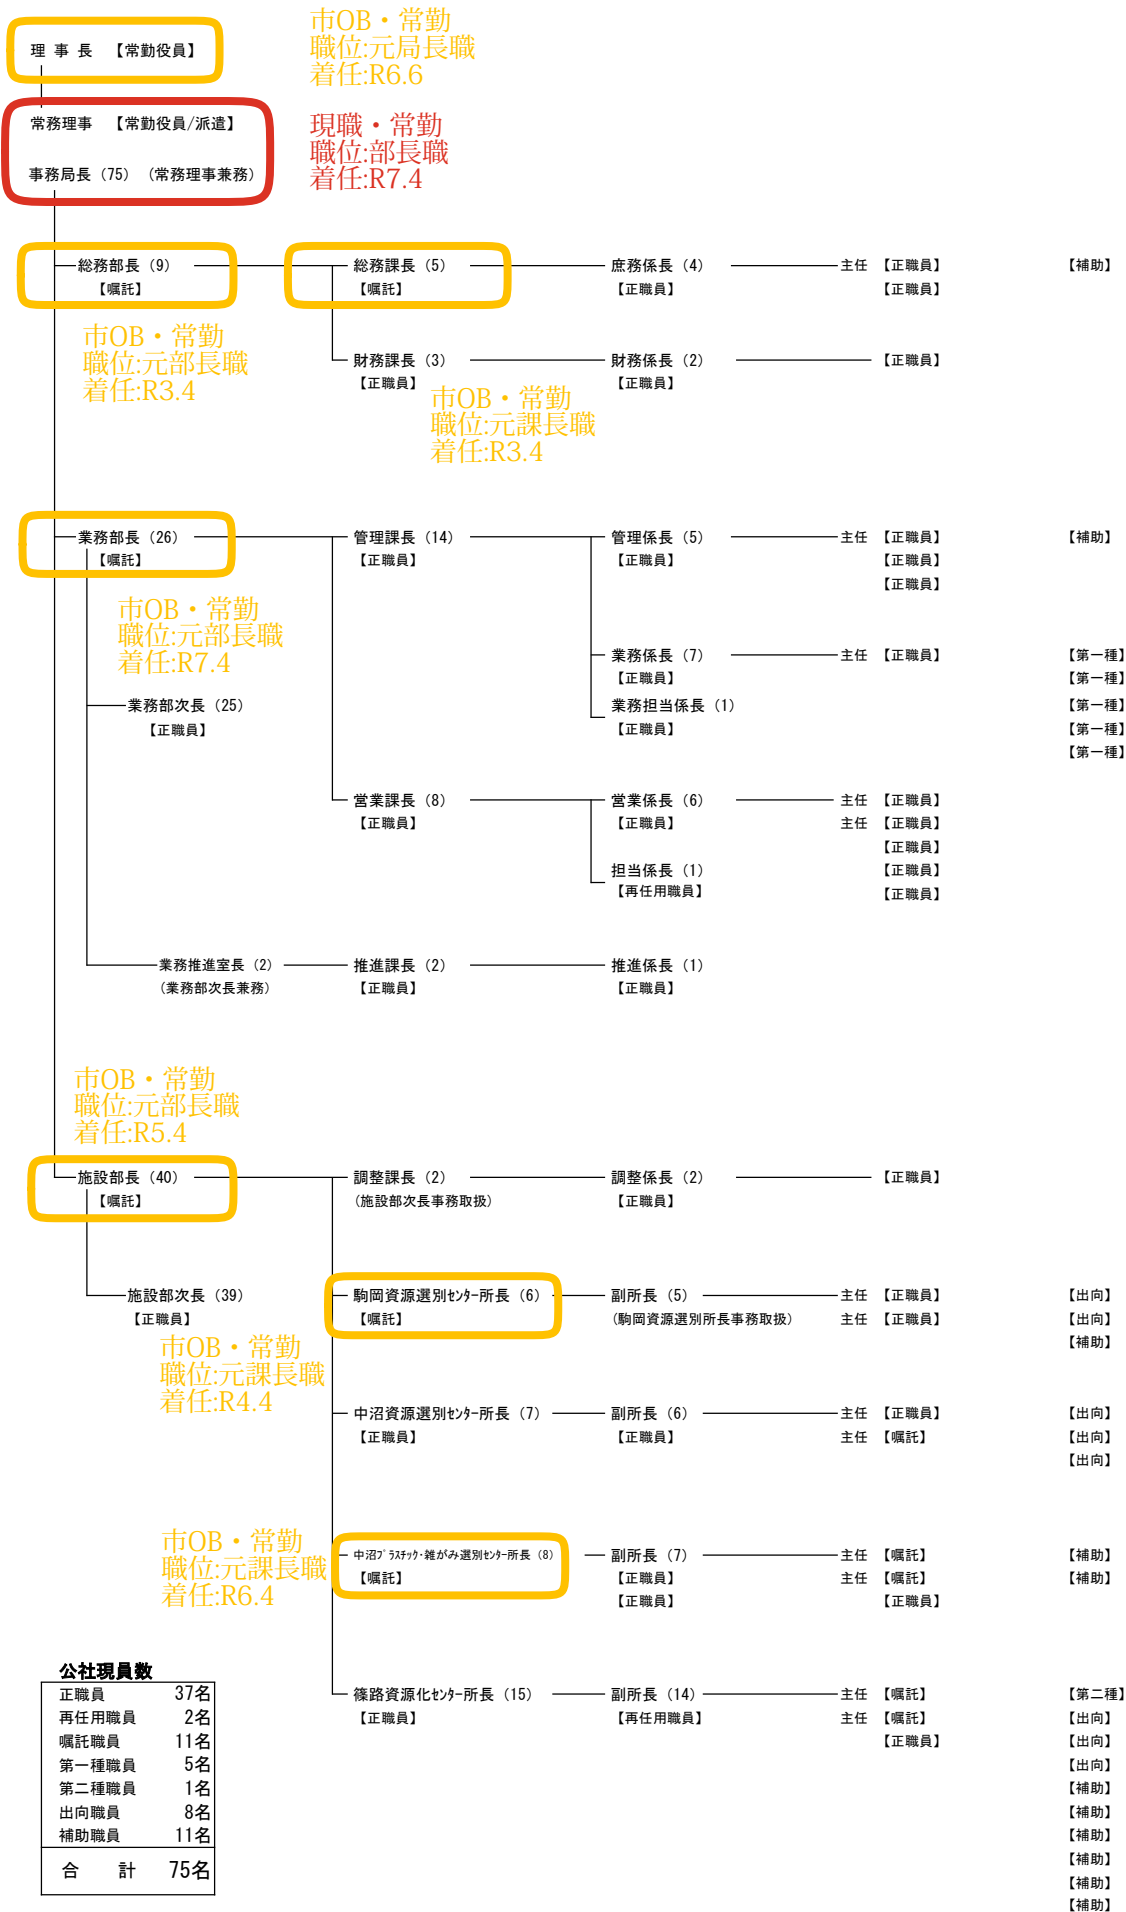 市OB・常勤
職位:元局長職
着任:R6.6
理 事 長 【常勤役員】
常務理事 【常勤役員/派遣】
事務局長（75）（常務理事兼務）
現職・常勤
職位:部長職
着任:R7.4
総務部長（9） 総務課長（5） 庶務係長（4） 主任 【正職員】 【補助】
【嘱託】 【嘱託】 【正職員】 【正職員】
市OB・常勤
職位:元部長職
着任:R3.4
財務課長（3） 財務係長（2） 【正職員】
【正職員】 【正職員】
市OB・常勤
職位:元課長職
着任:R3.4
業務部長（26） 管理課長（14） 管理係長（5） 主任 【正職員】 【補助】
【嘱託】 【正職員】 【正職員】 【正職員】
【正職員】
市OB・常勤
職位:元部長職
着任:R7.4
業務係長（7） 主任 【正職員】 【第一種】
【正職員】 【第一種】
業務部次長（25） 業務担当係長（1） 【第一種】
【正職員】 【正職員】 【第一種】
【第一種】
営業課長（8） 営業係長（6） 主任 【正職員】
【正職員】 【正職員】 主任 【正職員】
【正職員】
担当係長（1） 【正職員】
【再任用職員】 【正職員】
業務推進室長（2） 推進課長（2） 推進係長（1）
（業務部次長兼務） 【正職員】 【正職員】
市OB・常勤
職位:元部長職
着任:R5.4
施設部長（40） 調整課長（2） 調整係長（2） 【正職員】
【嘱託】 （施設部次長事務取扱） 【正職員】
施設部次長（39） 駒岡資源選別ｾﾝﾀｰ所長（6） 副所長（5） 主任 【正職員】 【出向】
【正職員】 【嘱託】 （駒岡資源選別所長事務取扱） 主任 【正職員】 【出向】
【補助】
市OB・常勤
職位:元課長職
着任:R4.4
中沼資源選別ｾﾝﾀｰ所長（7） 副所長（6） 主任 【正職員】 【出向】
【正職員】 【正職員】 主任 【嘱託】 【出向】
【出向】
市OB・常勤
職位:元課長職
着任:R6.4
中沼ﾌﾟﾗｽﾁｯｸ･雑がみ選別ｾﾝﾀｰ所長（8） 副所長（7） 主任 【嘱託】 【補助】
【嘱託】 【正職員】 主任 【嘱託】 【補助】
【正職員】 【正職員】
篠路資源化ｾﾝﾀｰ所長（15） 副所長（14） 主任 【嘱託】 【第二種】
【正職員】 【再任用職員】 主任 【嘱託】 【出向】
【正職員】 【出向】
【出向】
【補助】
【補助】
【補助】
【補助】
【補助】
【補助】
公社現員数
正職員 37名
再任用職員 2名
嘱託職員 11名
第一種職員 5名
第二種職員 1名
出向職員 8名
補助職員 11名
合 計 75名